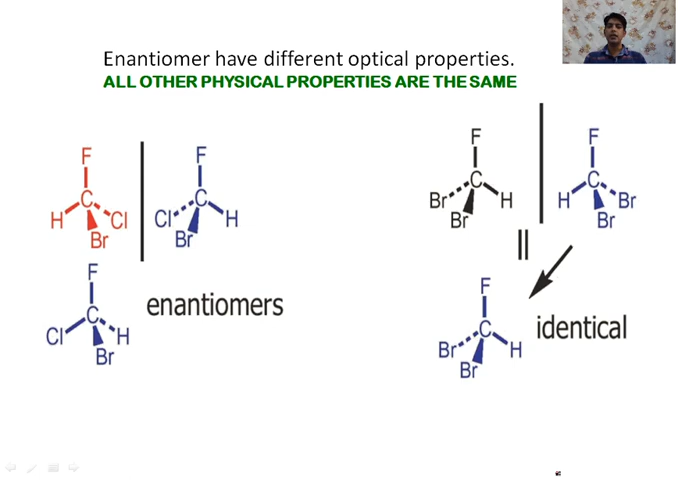 Enantiomer have different optical properties.
ALL OTHER PHYSICAL PROPERTIES ARE THE SAME
F
C
H
Cl
Br
F
C
Cl
H
Br
F
C
Cl
H
Br
enantiomers
F
C
Br
H
Br
F
C
H
Br
Br
F
C
Br
H
Br
identical